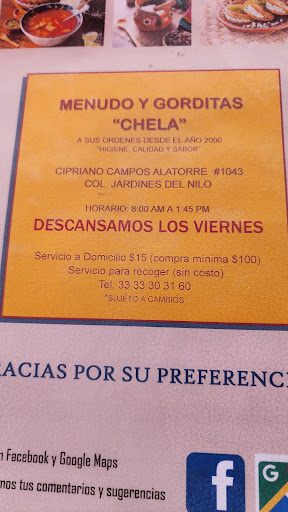 MENUDO Y GORDITAS
"CHELA"
A SUS ORDENES DESDE EL AÑO 2000
"HIGIENE, CALIDAD Y SABOR"
CIPRIANO CAMPOS ALATORRE #1043
COL. JARDINES DEL NILO
HORARIO: 8:00 AM A 1:45 PM
DESCANSAMOS LOS VIERNES
Servicio a Domicilio $15 (compra mínima $100)
Servicio para recoger (sin costo)
Tel: 33 33 30 31 60
*SUJETO A CAMBIOS
RACIAS POR SU PREFERENCI
n Facebook y Google Maps
mos tus comentarios y sugerencias
f
G